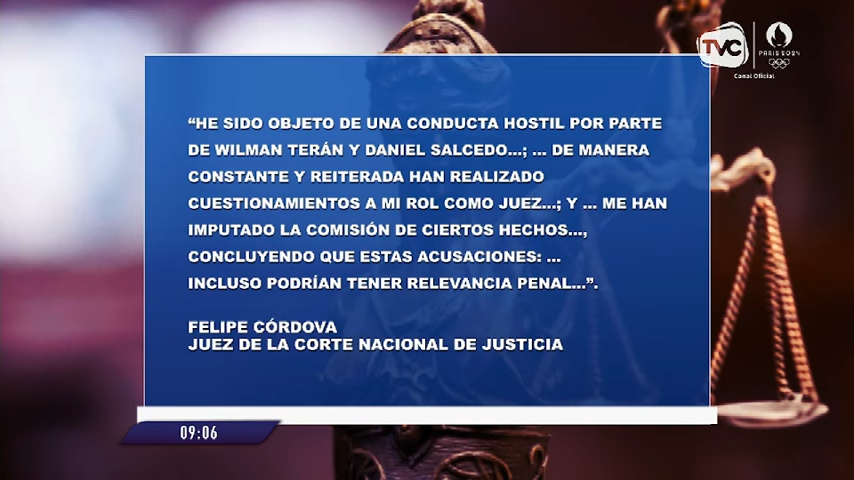 TVC
PARIS 2024
Canal Oficial
“HE SIDO OBJETO DE UNA CONDUCTA HOSTIL POR PARTE
DE WILMAN TERÁN Y DANIEL SALCEDO...; ... DE MANERA
CONSTANTE Y REITERADA HAN REALIZADO
CUESTIONAMIENTOS A MI ROL COMO JUEZ...; Y ... ME HAN
IMPUTADO LA COMISIÓN DE CIERTOS HECHOS...,
CONCLUYENDO QUE ESTAS ACUSACIONES: ...
INCLUSO PODRÍAN TENER RELEVANCIA PENAL...”.
FELIPE CÓRDOVA
JUEZ DE LA CORTE NACIONAL DE JUSTICIA
09:06